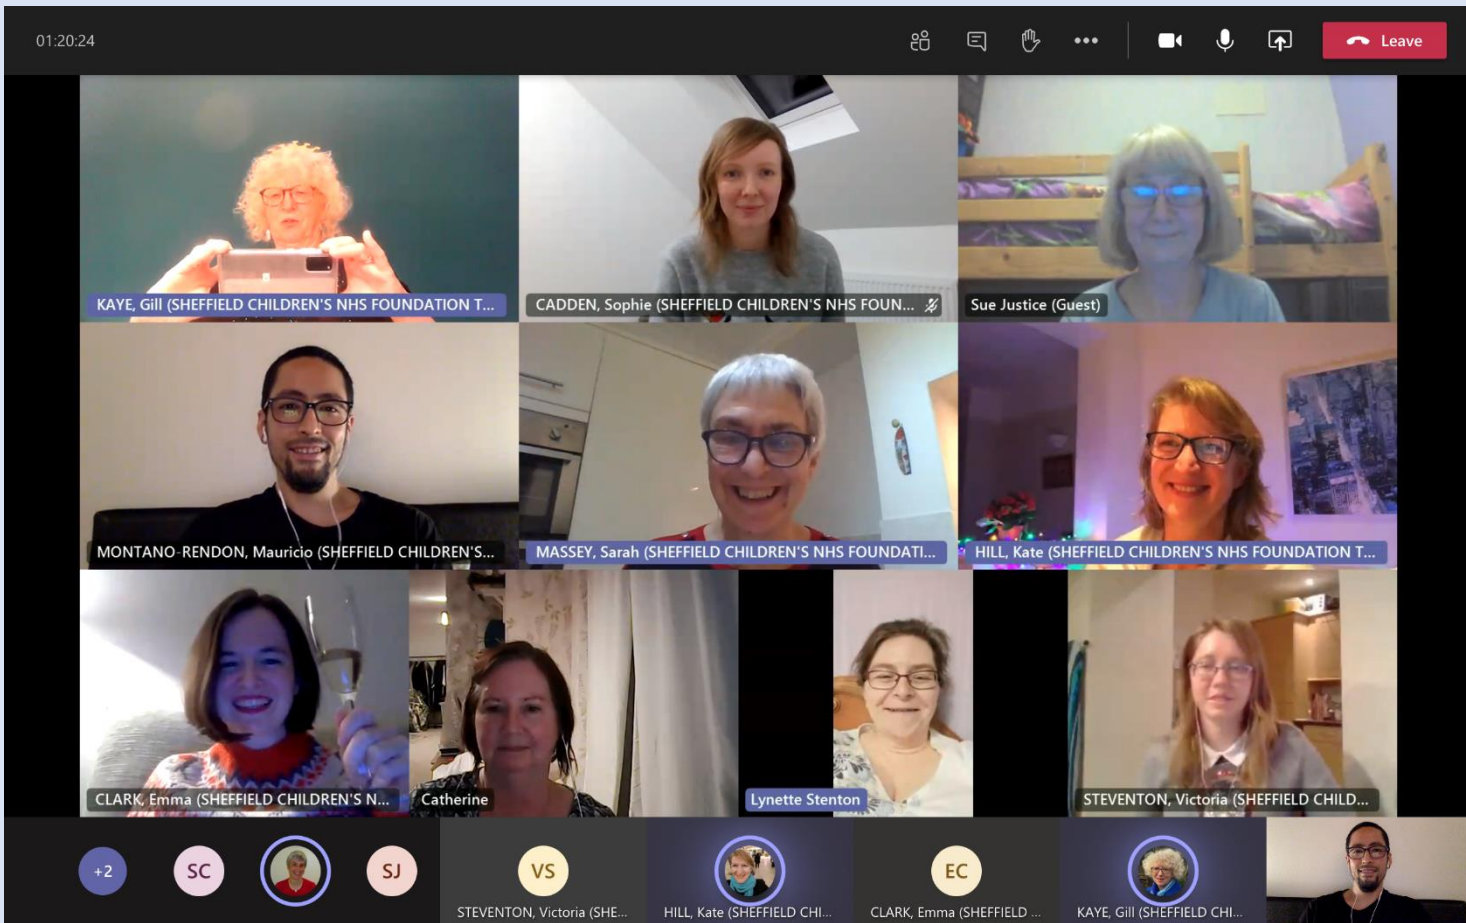 01:20:24
Leave
KAYE, Gill (SHEFFIELD CHILDREN'S NHS FOUNDATION T...
CADDEN, Sophie (SHEFFIELD CHILDREN'S NHS FOUN...
Sue Justice (Guest)
MONTANO-RENDON, Mauricio (SHEFFIELD CHILDREN'S...
MASSEY, Sarah (SHEFFIELD CHILDREN'S NHS FOUNDATI...
HILL, Kate (SHEFFIELD CHILDREN'S NHS FOUNDATION T...
CLARK, Emma (SHEFFIELD CHILDREN'S N...
Catherine
Lynette Stenton
STEVENTON, Victoria (SHEFFIELD CHILD...
+2
SC
SJ
VS
STEVENTON, Victoria (SHE...
HILL, Kate (SHEFFIELD CHI...
EC
CLARK, Emma (SHEFFIELD ...
KAYE, Gill (SHEFFIELD CHI...